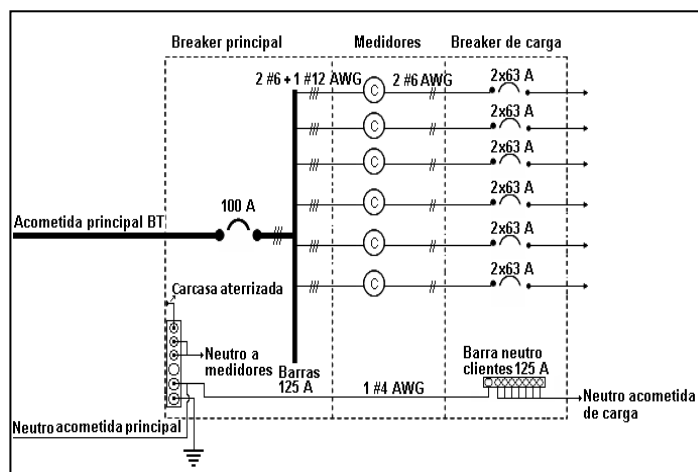 Breaker principal
Medidores
Breaker de carga
2 #6 + 1 #12 AWG
C
2 #6 AWG
2x63 A
C
2x63 A
C
2x63 A
C
2x63 A
C
2x63 A
C
2x63 A
100 A
Acometida principal BT
Carcasa aterrizada
Neutro a
medidores
Barras
125 A
1 #4 AWG
Barra neutro
clientes 125 A
Neutro acometida
de carga
Neutro acometida principal